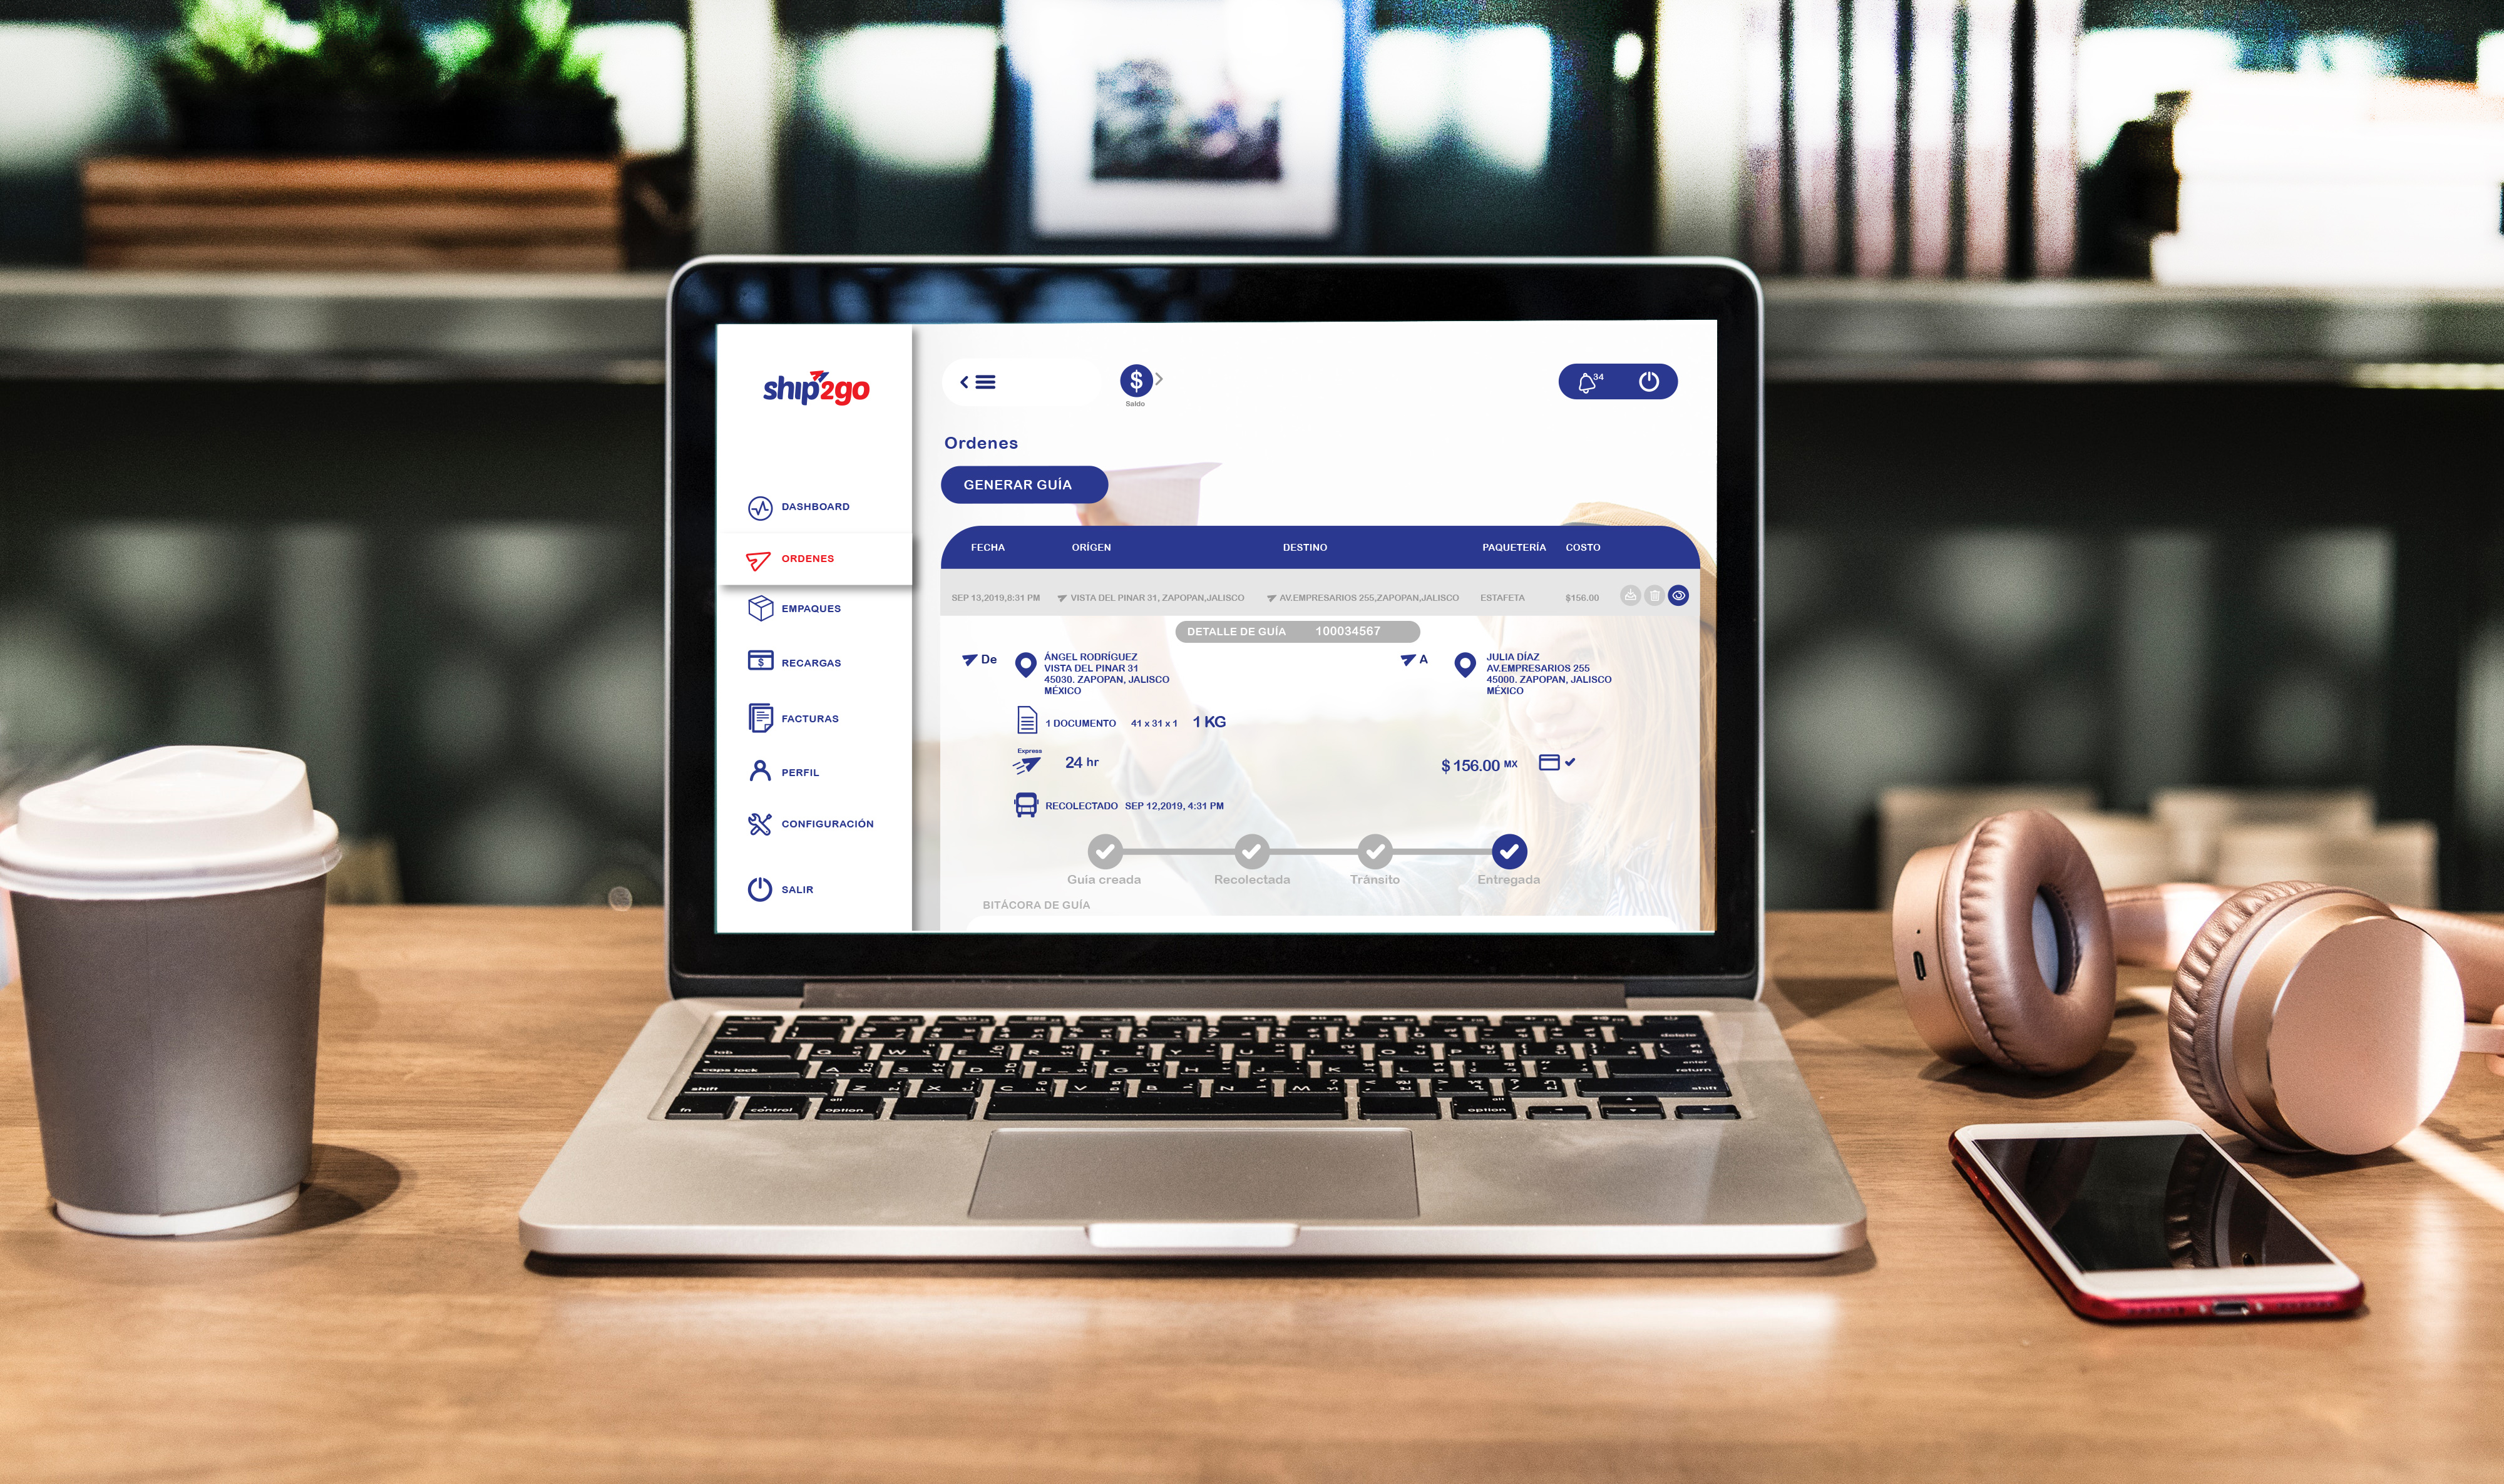 ship2go
Saldo
34
Ordenes
GENERAR GUÍA
DASHBOARD
ORDENES
EMPAQUES
RECARGAS
FACTURAS
PERFIL
CONFIGURACIÓN
SALIR
FECHA ORÍGEN DESTINO PAQUETERÍA COSTO
SEP 13,2019,8:31 PM VISTA DEL PINAR 31, ZAPOPAN,JALISCO AV.EMPRESARIOS 255,ZAPOPAN,JALISCO ESTAFETA $156.00
DETALLE DE GUÍA 100034567
De
ÁNGEL RODRÍGUEZ
VISTA DEL PINAR 31
45030. ZAPOPAN, JALISCO
MÉXICO
A
JULIA DÍAZ
AV.EMPRESARIOS 255
45000. ZAPOPAN, JALISCO
MÉXICO
1 DOCUMENTO 41 x 31 x 1 1 KG
Express
24 hr
$ 156.00 MX
RECOLECTADO SEP 12,2019, 4:31 PM
Guía creada Recolectada Trânsito Entregada
BITÁCORA DE GUÍA
delete
tab Q W E R T Y U I O P
caps lock A S D F G H J K L enter
return
shift Z X C V B N M shift
fn control alt
option alt
option